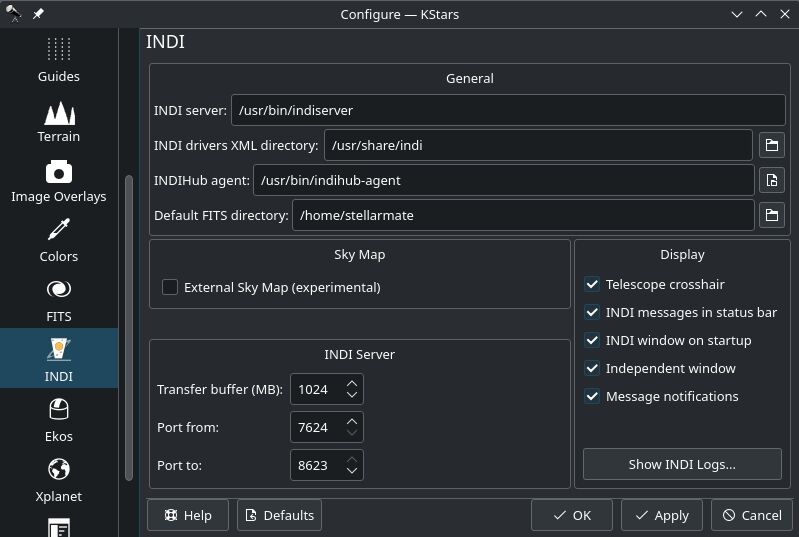 Configure — KStars
Guides
Terrain
Image Overlays
Colors
FITS
INDI
Ekos
Xplanet
INDI
General
INDI server: /usr/bin/indiserver
INDI drivers XML directory: /usr/share/indi
INDIHub agent: /usr/bin/indihub-agent
Default FITS directory: /home/stellarmate
Sky Map
External Sky Map (experimental)
INDI Server
Transfer buffer (MB): 1024
Port from: 7624
Port to: 8623
Display
Telescope crosshair
INDI messages in status bar
INDI window on startup
Independent window
Message notifications
Show INDI Logs...
Help Defaults OK Apply Cancel